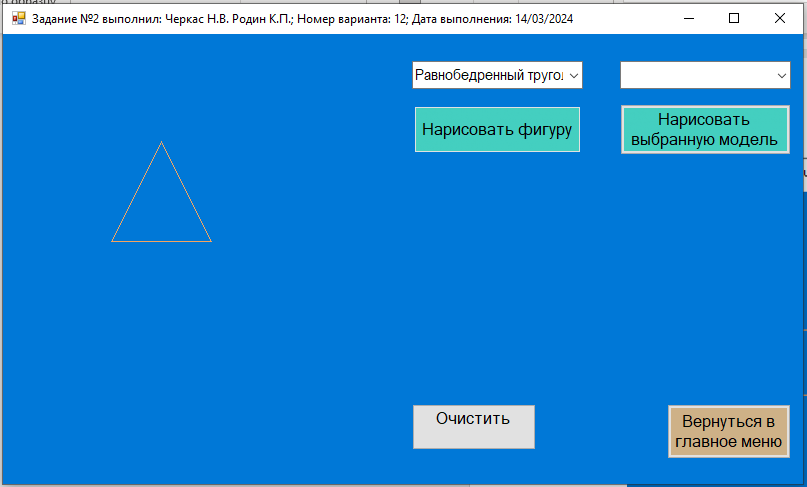 Задание №2 выполнил: Черкас Н.В. Родин К.П.; Номер варианта: 12; Дата выполнения: 14/03/2024
Равнобедренный тругол
Нарисовать фигуру
Нарисовать
выбранную модель
Очистить
Вернуться в
главное меню